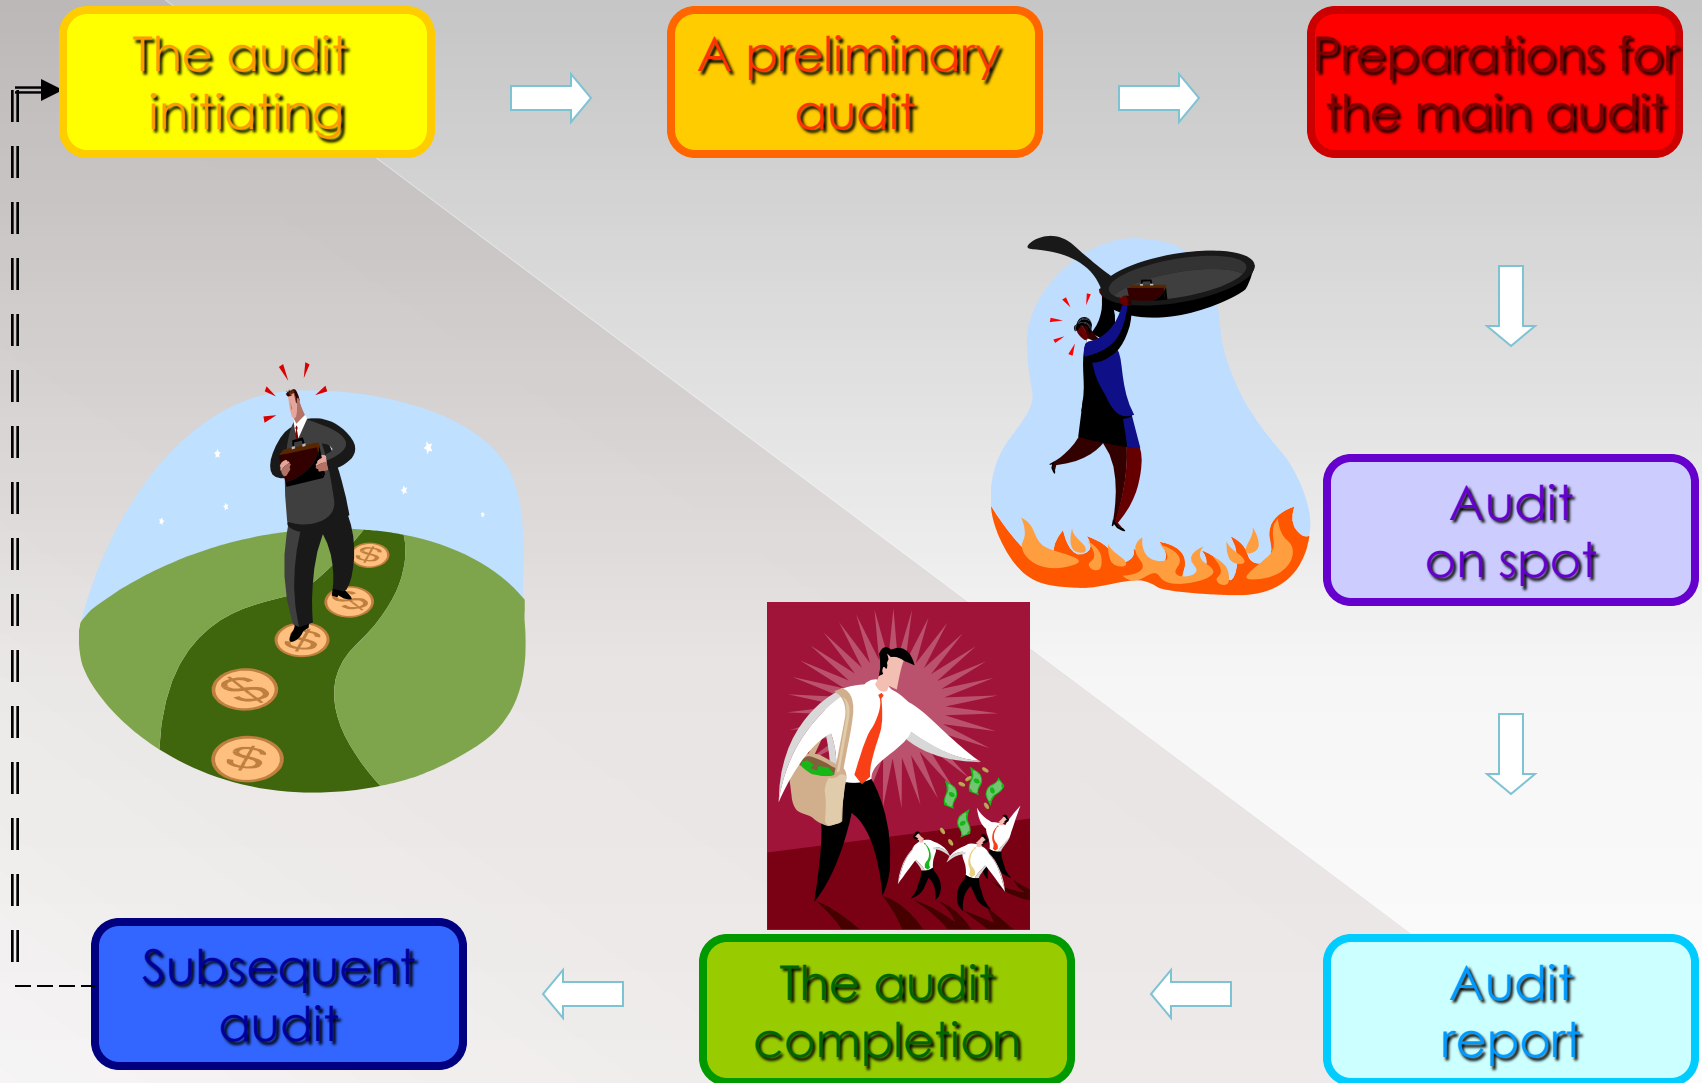 The audit
initiating
A preliminary
audit
Preparations for
the main audit
Audit
on spot
Audit
report
The audit
completion
Subsequent
audit